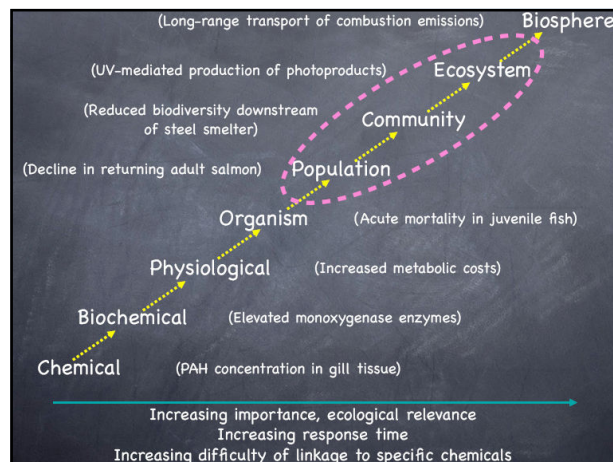 (Long-range transport of combustion emissions) Biosphere
(UV-mediated production of photoproducts) Ecosystem
(Reduced biodiversity downstream
of steel smelter)
Community
(Decline in returning adult salmon) Population
Organism (Acute mortality in juvenile fish)
Physiological (Increased metabolic costs)
Biochemical (Elevated monoxygenase enzymes)
Chemical (PAH concentration in gill tissue)
Increasing importance, ecological relevance
Increasing response time
Increasing difficulty of linkage to specific chemicals